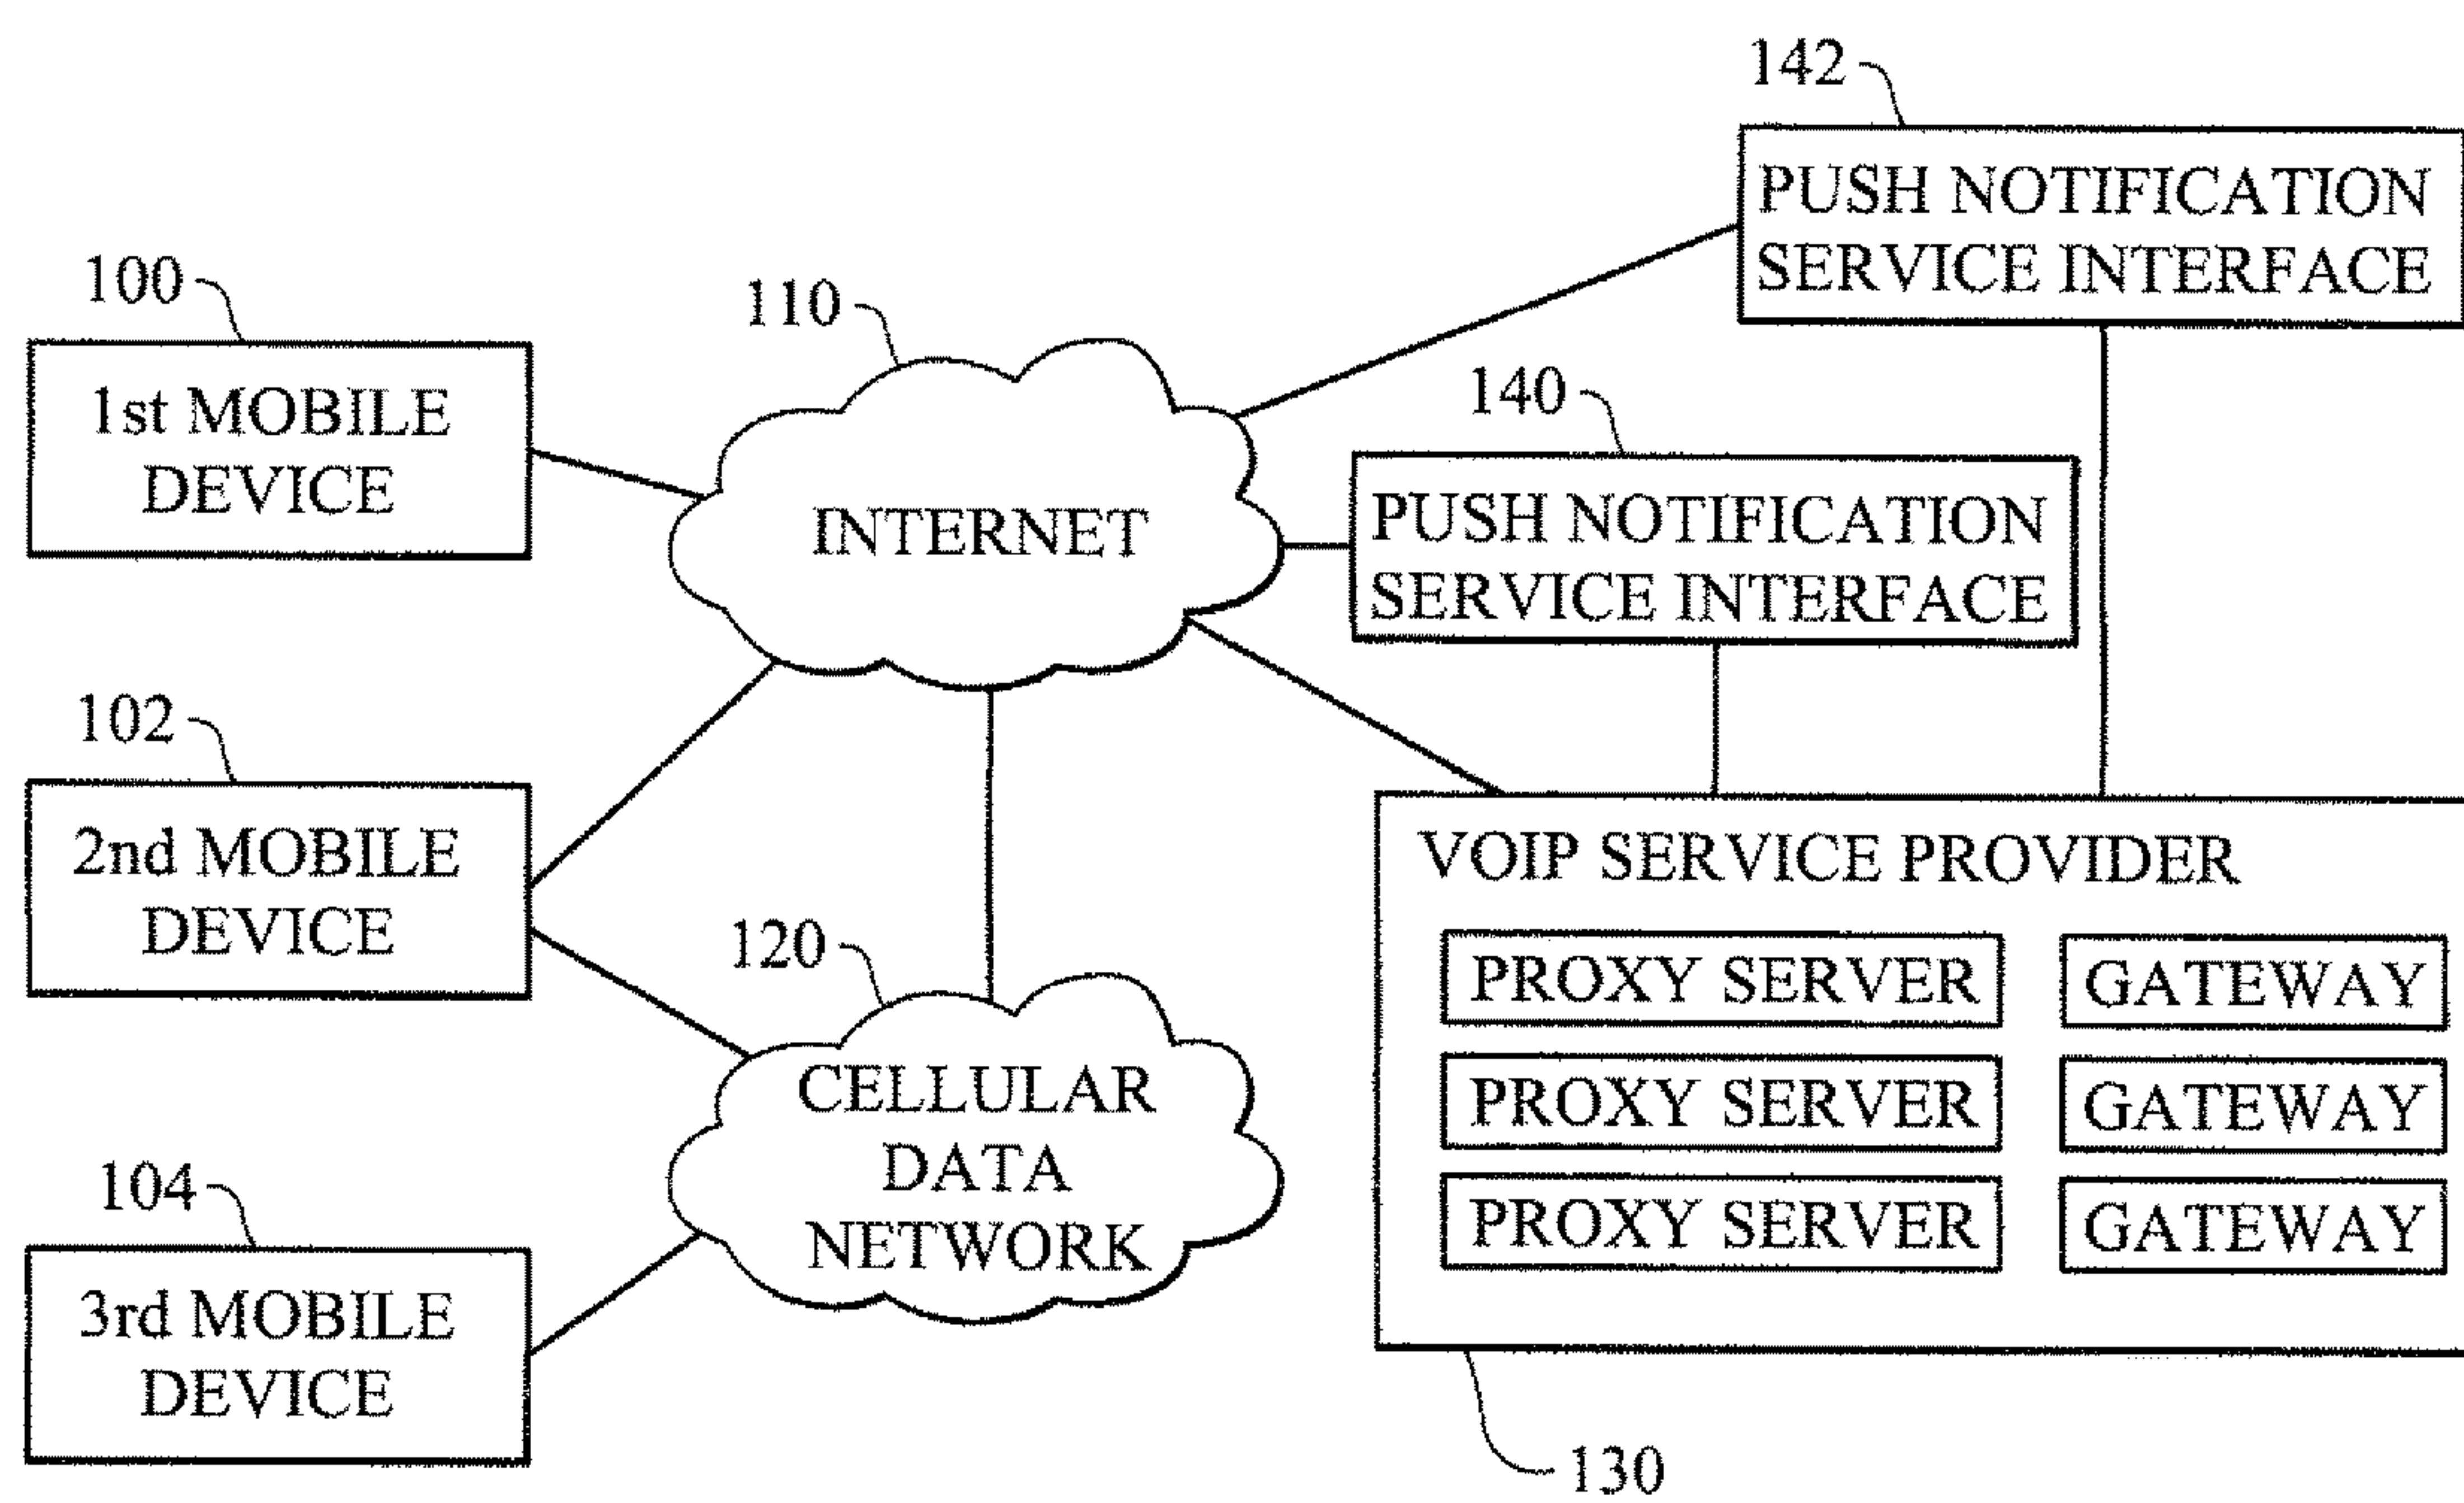 142
PUSH NOTIFICATION
SERVICE INTERFACE
100
1st MOBILE
DEVICE
110
INTERNET
140
PUSH NOTIFICATION
SERVICE INTERFACE
102
2nd MOBILE
DEVICE
120
CELLULAR
DATA
NETWORK
104
3rd MOBILE
DEVICE
VOIP SERVICE PROVIDER
PROXY SERVER
GATEWAY
PROXY SERVER
GATEWAY
PROXY SERVER
GATEWAY
130